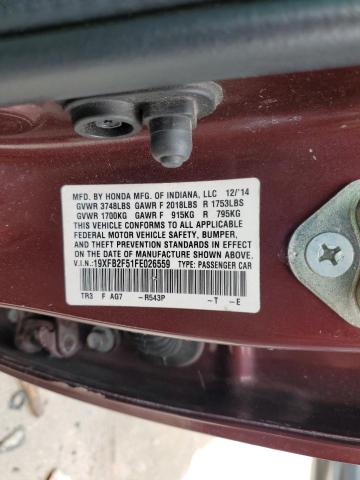 MFD. BY HONDA MFG. OF INDIANA, LLC 12/'14
GVWR 3748LBS GAWR F 2018LBS R 1753LBS
GVWR 1700KG GAWR F 915KG R 795KG
THIS VEHICLE CONFORMS TO ALL APPLICABLE
FEDERAL MOTOR VEHICLE SAFETY, BUMPER,
AND THEFT PREVENTION STANDARDS IN EFFECT
ON THE DATE OF MANUFACTURE SHOWN ABOVE.
V.I.N.:19XFB2F51FE026559 TYPE: PASSENGER CAR
TR3 F AG7 -R543P -T -E